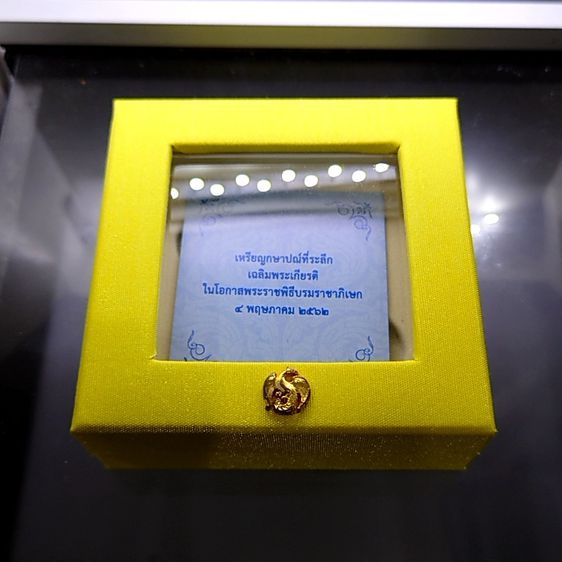 เหรียญกษาปณ์ที่ระลึก
เฉลิมพระเกียรติ
ในโอกาสพระราชพิธีบรมราชาภิเษก
๔ พฤษภาคม ๒๕๖๒